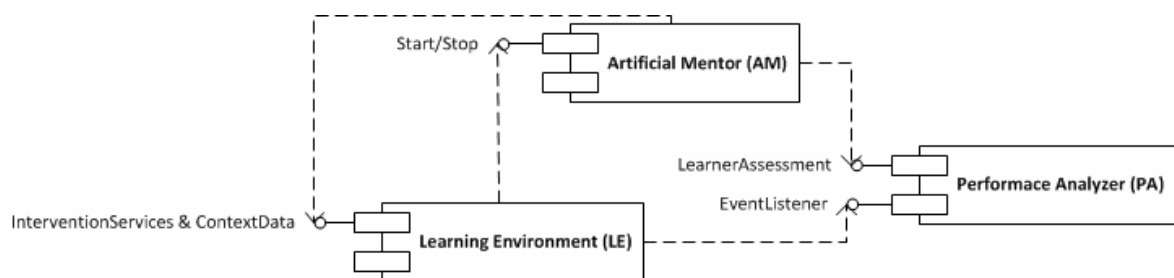 Start/Stop
Artificial Mentor (AM)
LearnerAssessment
Performace Analyzer (PA)
EventListener
InterventionServices & ContextData
Learning Environment (LE)